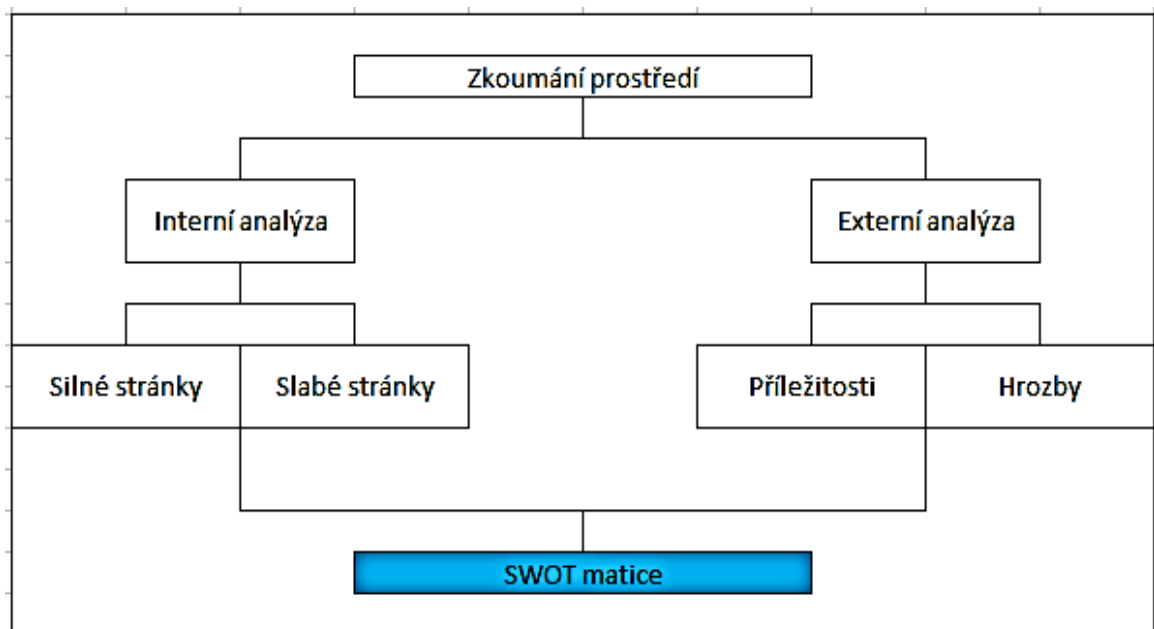 Zkoumání prostředí
Interní analýza
Externí analýza
Silné stránky
Slabé stránky
Příležitosti
Hrozby
SWOT matice